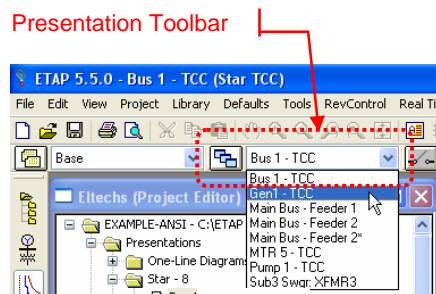 Presentation Toolbar
ETAP 5.5.0 - Bus 1 - TCC (Star TCC)
File Edit View Project Library Defaults Tools RevControl Real Ti
Base Bus 1 - TCC
Bus 1 - TCC
Gen1 - TCC
Main Bus - Feeder 1
Main Bus - Feeder 2
Main Bus - Feeder 2"
MTR 5 - TCC
Pump 1 - TCC
Sub3 Swgr. XFMR3
Eltechs (Project Editor)
EXAMPLE-ANSI - C:\ETAP
Presentations
One-Line Diagram
Star - 8